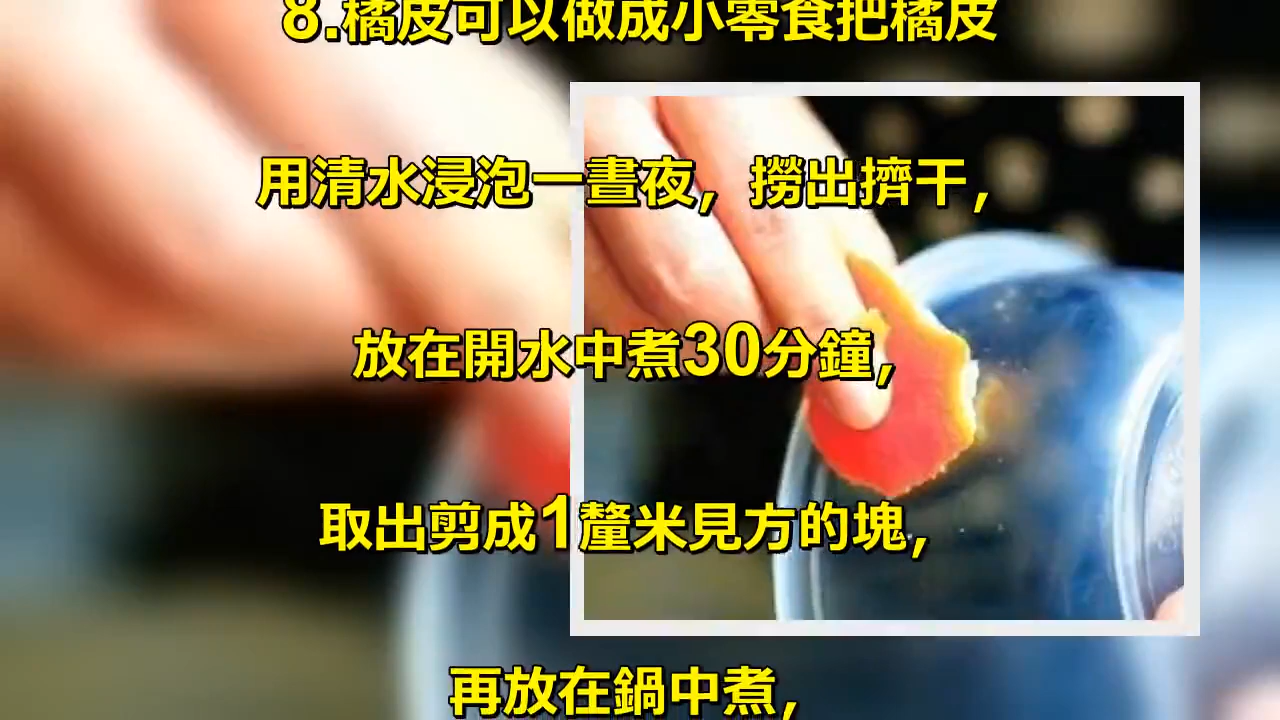 8.橘皮可以做成小零食把橘皮
用清水浸泡一晝夜，撈出擠干，
放在開水中煮30分鐘，
取出剪成1釐米見方的塊，
再放在鍋中煮，